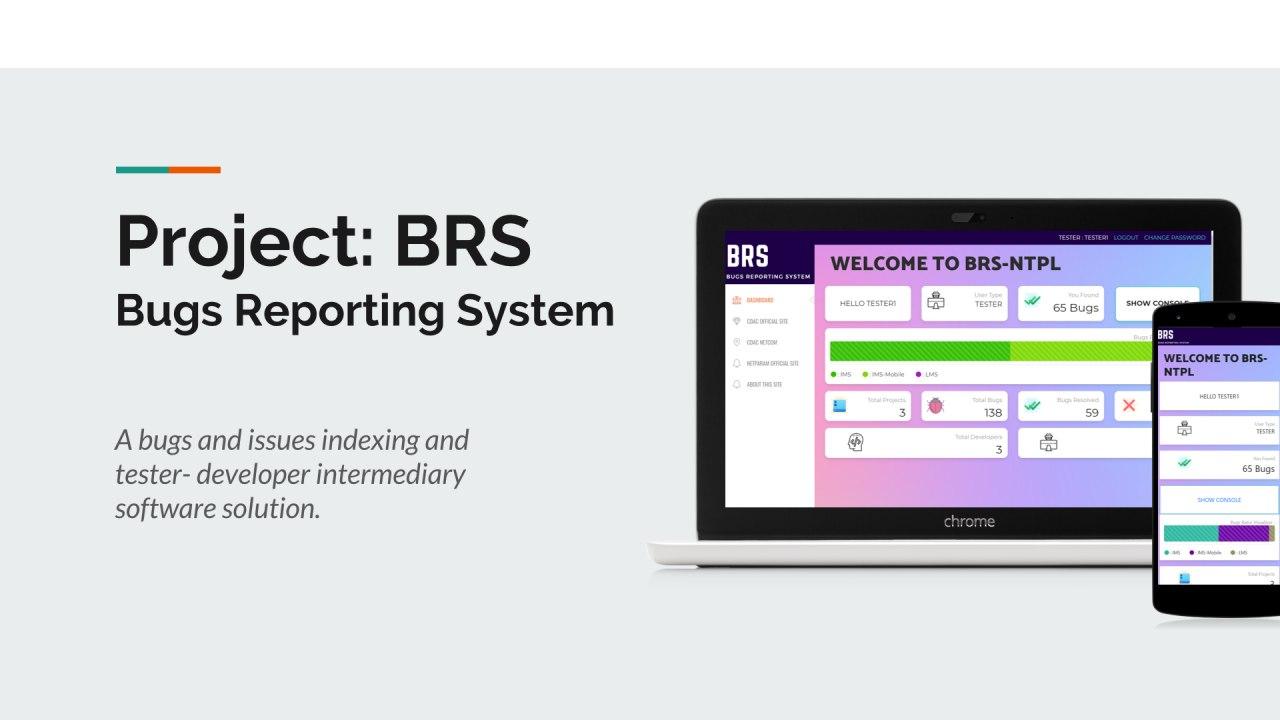 Project: BRS
Bugs Reporting System
A bugs and issues indexing and
tester- developer intermediary
software solution.
BRS
BUGS REPORTING SYSTEM
TESTER : TESTER1 LOGOUT CHANGE PASSWORD
WELCOME TO BRS-NTPL
DASHBOARD
CDAC OFFICIAL SITE
CDAC NETCOM
NETPARAM OFFICIAL SITE
ABOUT THIS SITE
HELLO TESTER1
User Type
TESTER
You Found
65 Bugs
SHOW CONSOLE
Bugs
IMS IMS-Mobile LMS
Total Projects
3
Total Bugs
138
Bugs Resolved
59
Total Developers
3
chrome
BRS
WELCOME TO BRS-
NTPL
HELLO TESTER1
User Type
TESTER
You Found
65 Bugs
SHOW CONSOLE
IMS IMS-Mobile LMS
Total Projects